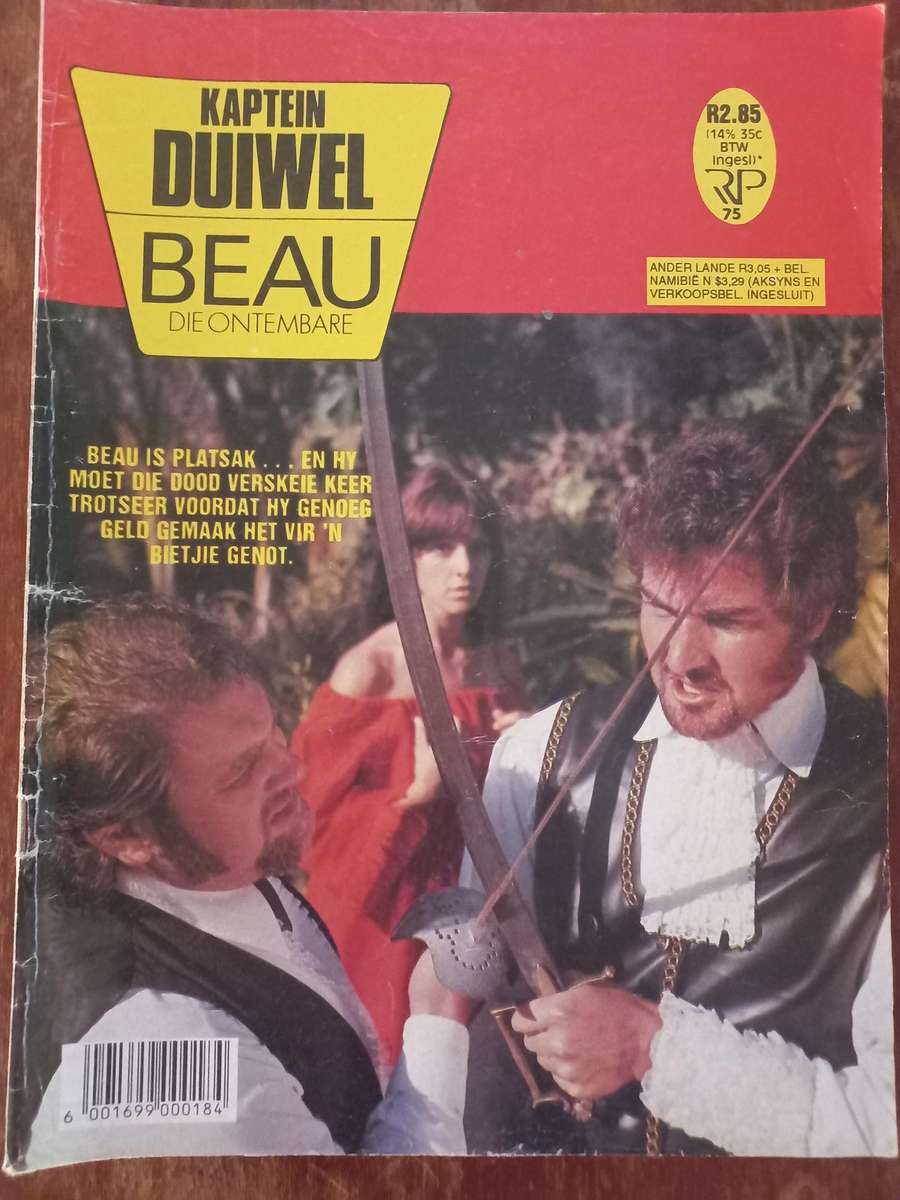 KAPTEIN
DUIWEL
BEAU
DIE ONTEMBARE
R2.85
(14% 35c
BTW
Ingesl)*
RP
75
ANDER LANDE R3,05 + BEL.
NAMIBIË N $3,29 (AKSYNS EN
VERKOOPSBEL. INGESLUIT)
BEAU IS PLATSAK . . . EN HY
MOET DIE DOOD VERSKEIE KEER
TROTSEER VOORDAT HY GENOEG
GELD GEMAAK HET VIR 'N
BIETJIE GENOT.
6 001699 000184